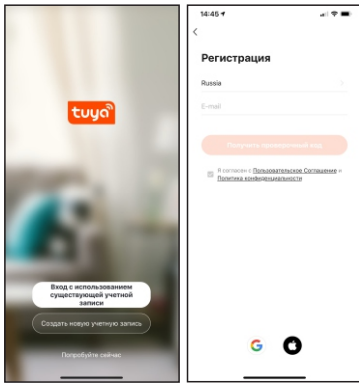 tuya
Вход с использованием
существующей учетной
записи
Создать новую учетную запись
Попробуйте сейчас
14:45
Регистрация
Russia
E-mail
Получить проверочный код
Я согласен с Пользовательское Соглашение и
Политика конфиденциальности
G